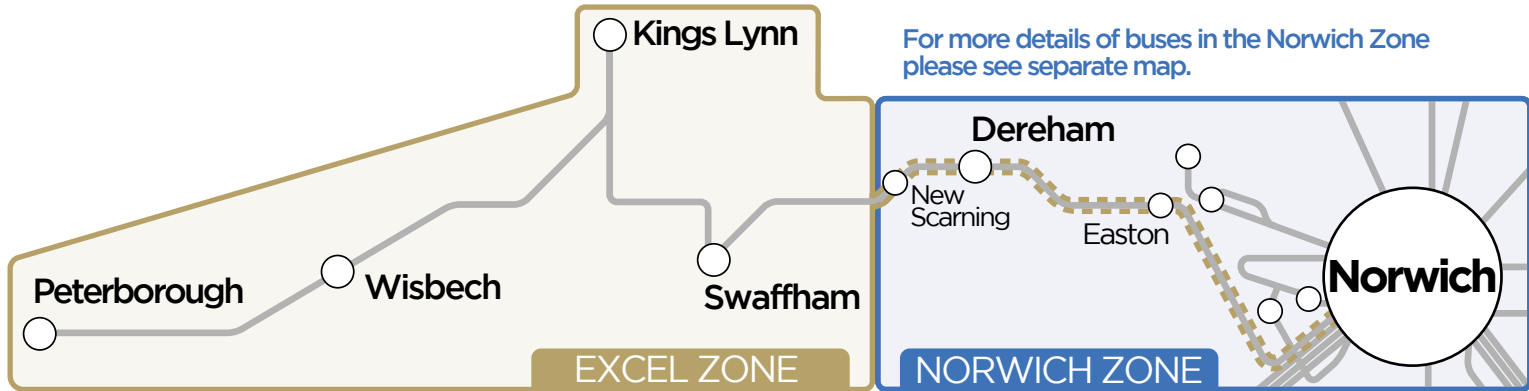 Kings Lynn
For more details of buses in the Norwich Zone
please see separate map.
Dereham
New
Scarning
Easton
Peterborough
Wisbech
Swaffham
Norwich
EXCEL ZONE
NORWICH ZONE